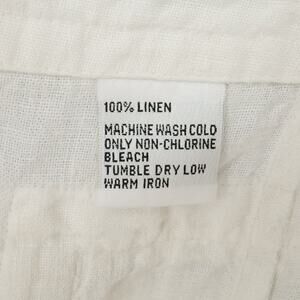 100% LINEN
MACHINE WASH COLD
ONLY NON-CHLORINE
BLEACH
TUMBLE DRY LOW
WARM IRON